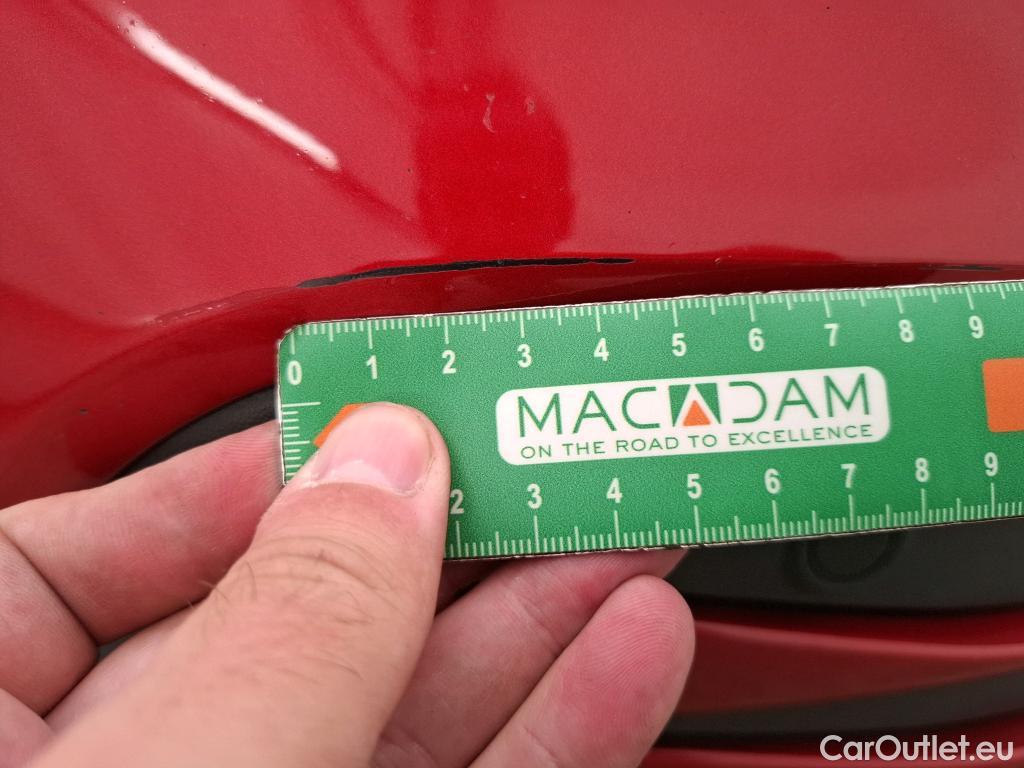 0 1 2 3 4 5 6 7 8 9
MACADAM
ON THE ROAD TO EXCELLENCE
2 3 4 5 6 7 8 9
CarOutlet.eu